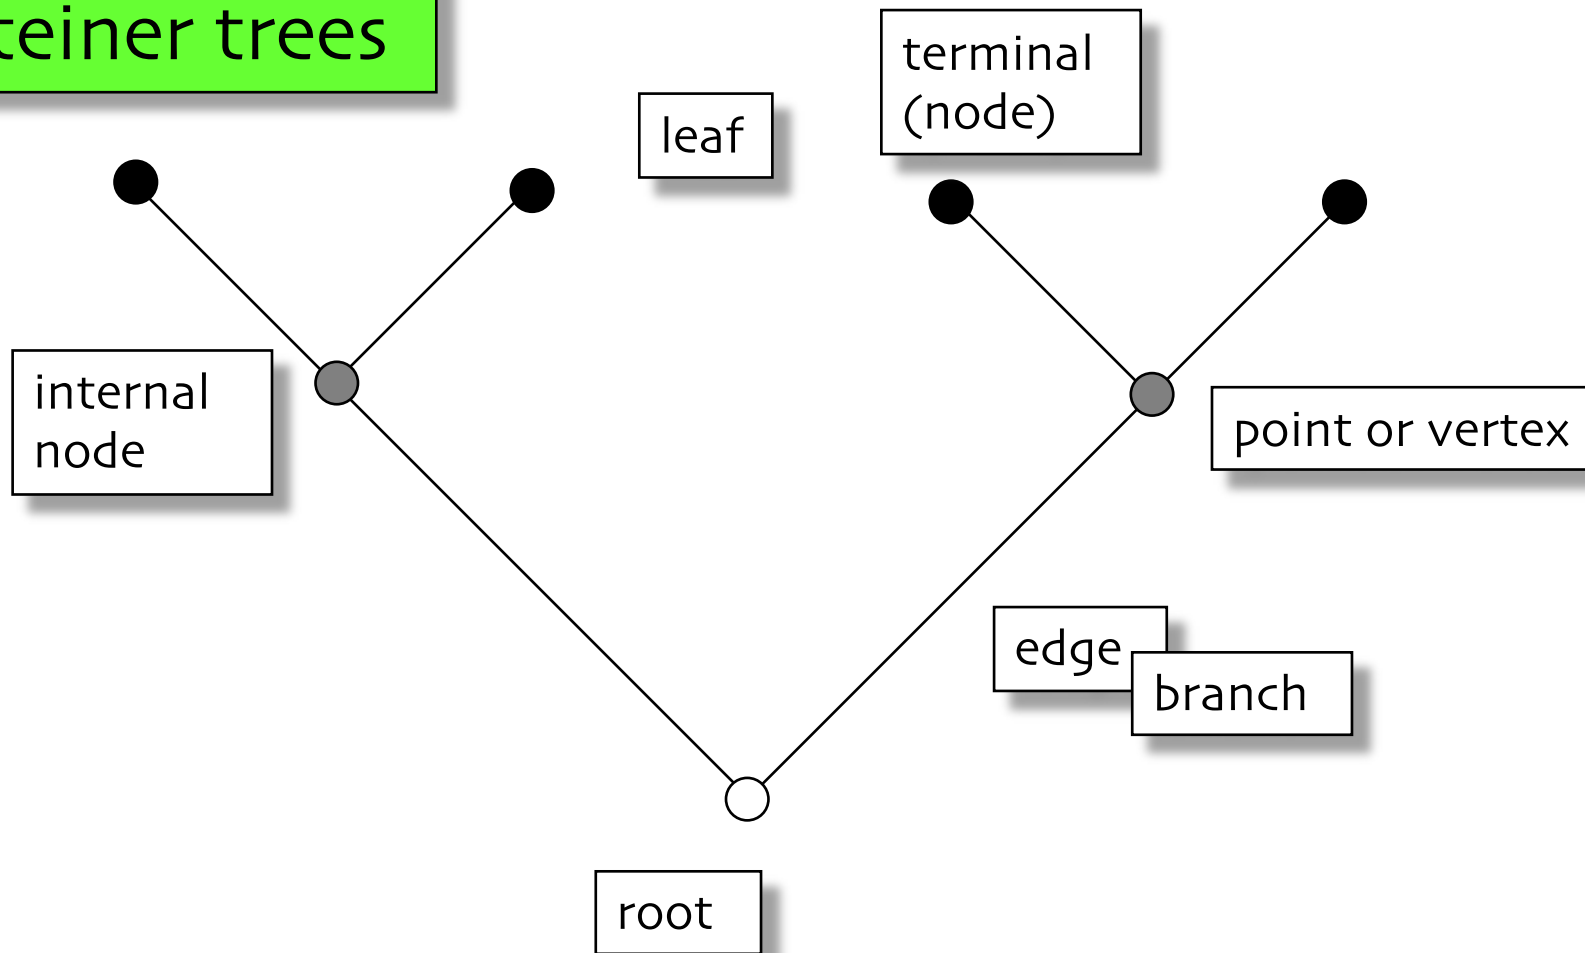 teiner trees
terminal
(node)
leaf
internal
node
point or vertex
edge
branch
root